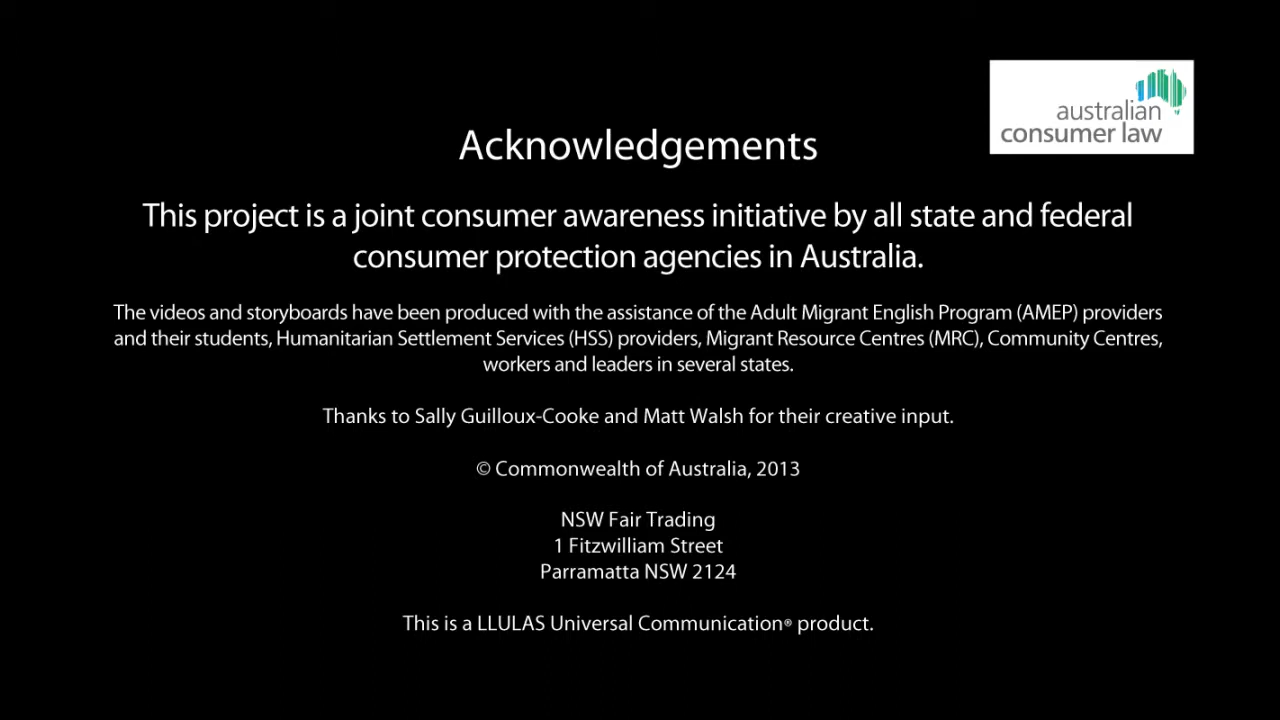 australian
consumer law
Acknowledgements
This project is a joint consumer awareness initiative by all state and federal
consumer protection agencies in Australia.
The videos and storyboards have been produced with the assistance of the Adult Migrant English Program (AMEP) providers
and their students, Humanitarian Settlement Services (HSS) providers, Migrant Resource Centres (MRC), Community Centres,
workers and leaders in several states.
Thanks to Sally Guilloux-Cooke and Matt Walsh for their creative input.
© Commonwealth of Australia, 2013
NSW Fair Trading
1 Fitzwilliam Street
Parramatta NSW 2124
This is a LLULAS Universal Communication® product.